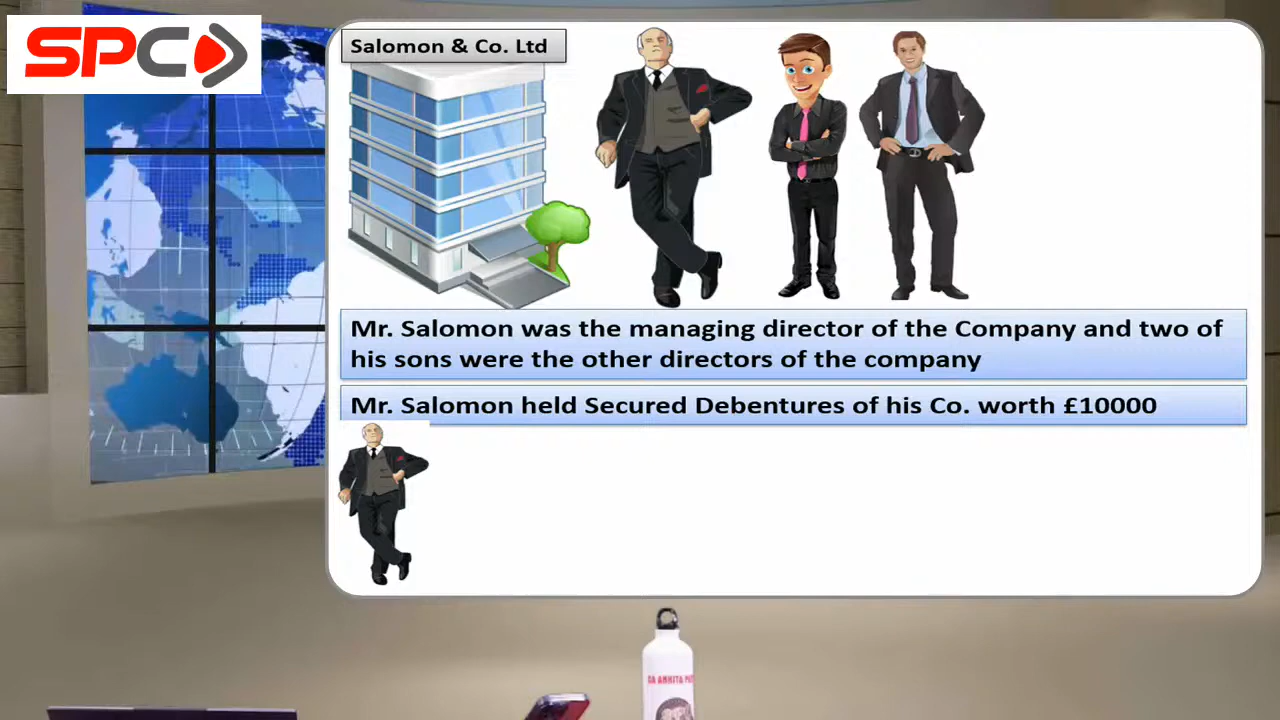 SPC
Salomon & Co. Ltd
Mr. Salomon was the managing director of the Company and two of
his sons were the other directors of the company
Mr. Salomon held Secured Debentures of his Co. worth £10000